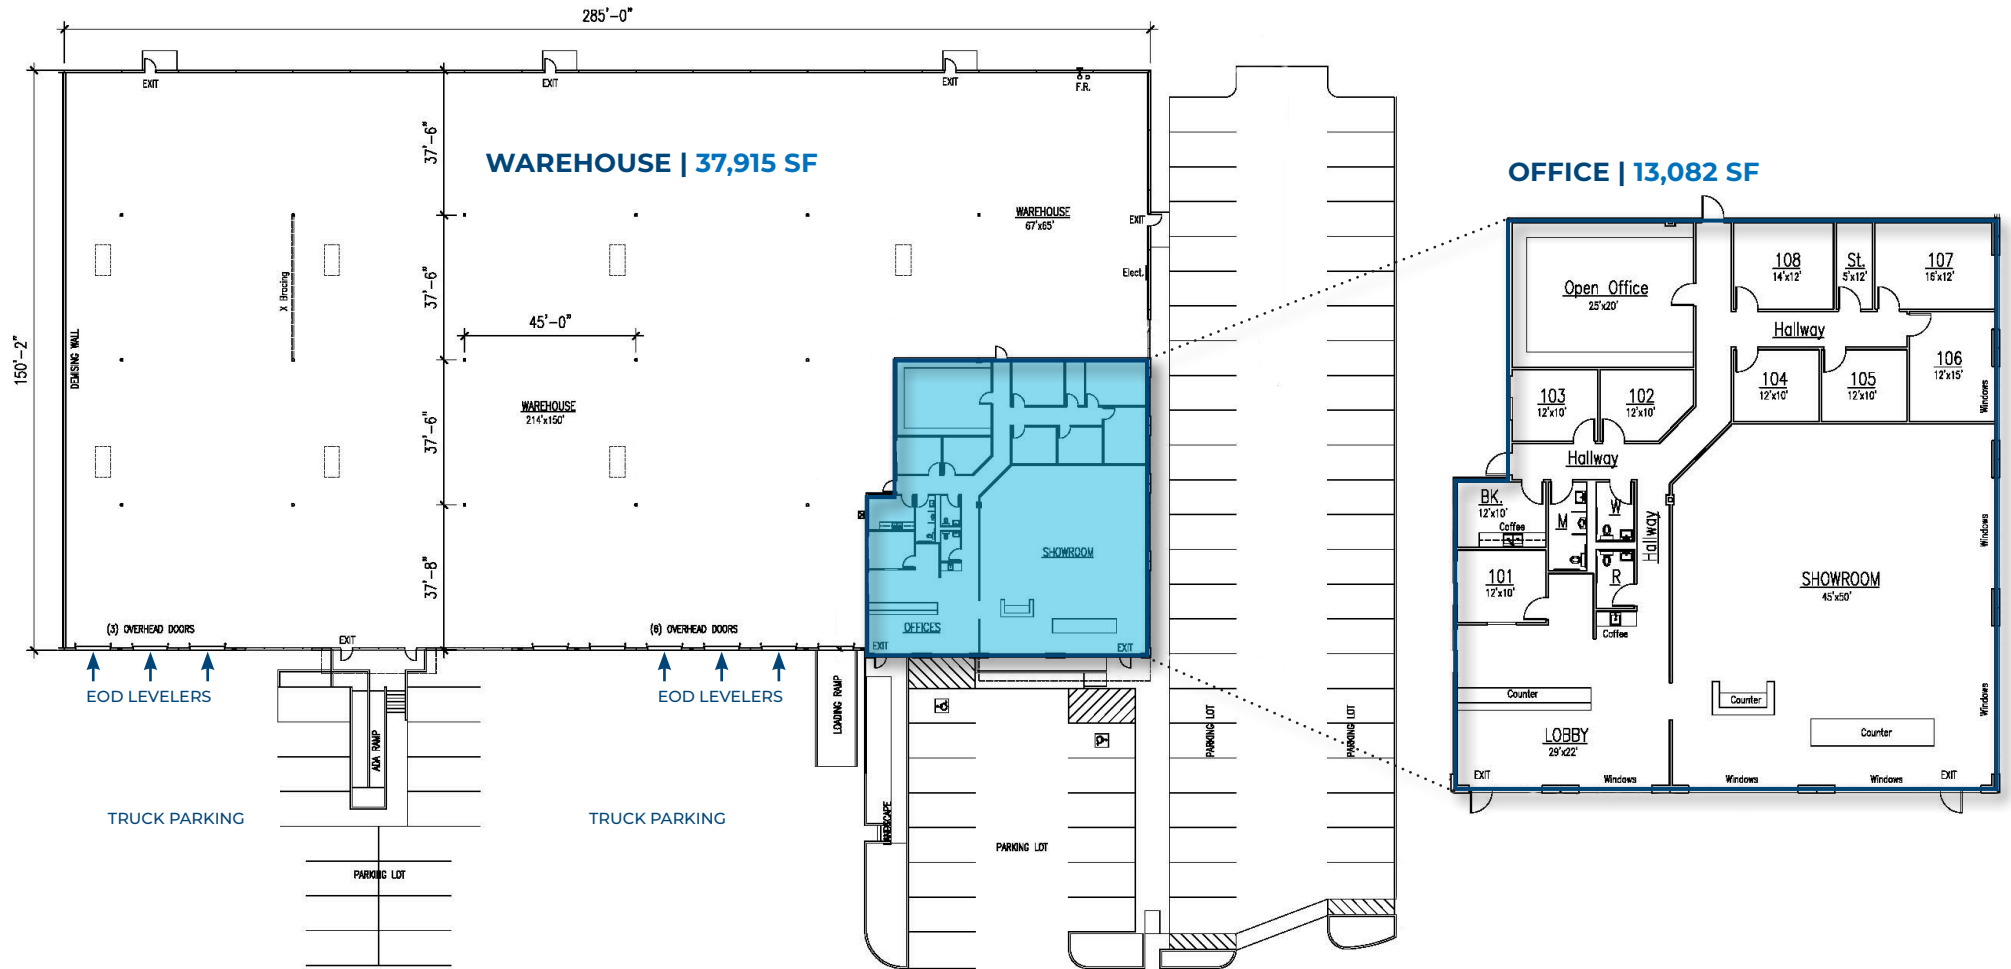 285'-0"
EXIT
EXIT
EXIT
F.R.
37'-6"
WAREHOUSE | 37,915 SF
OFFICE | 13,082 SF
WAREHOUSE
67'x65'
EXIT
Elect.
X Bracing
37'-6"
45'-0"
150'-2"
DEMISING WALL
WAREHOUSE
214'x150'
37'-6"
37'-8"
(3) OVERHEAD DOORS
EXIT
(6) OVERHEAD DOORS
EOD LEVELERS
EOD LEVELERS
SHOWROOM
OFFICES
EXIT
EXIT
ADA RAMP
LOADING RAMP
LANDSCAPE
TRUCK PARKING
TRUCK PARKING
PARKING LOT
PARKING LOT
PARKING LOT
PARKING LOT
Open Office
25'x20'
108
14'x12'
St.
5'x12'
107
16'x12'
Hallway
106
12'x15'
Windows
103
12'x10'
102
12'x10'
104
12'x10'
105
12'x10'
Hallway
BK.
12'x10'
Coffee
M
W
Hallway
Windows
101
12'x10'
R
Coffee
SHOWROOM
45'x50'
Windows
Counter
Counter
Counter
LOBBY
29'x22'
EXIT
Windows
Windows
Windows
EXIT